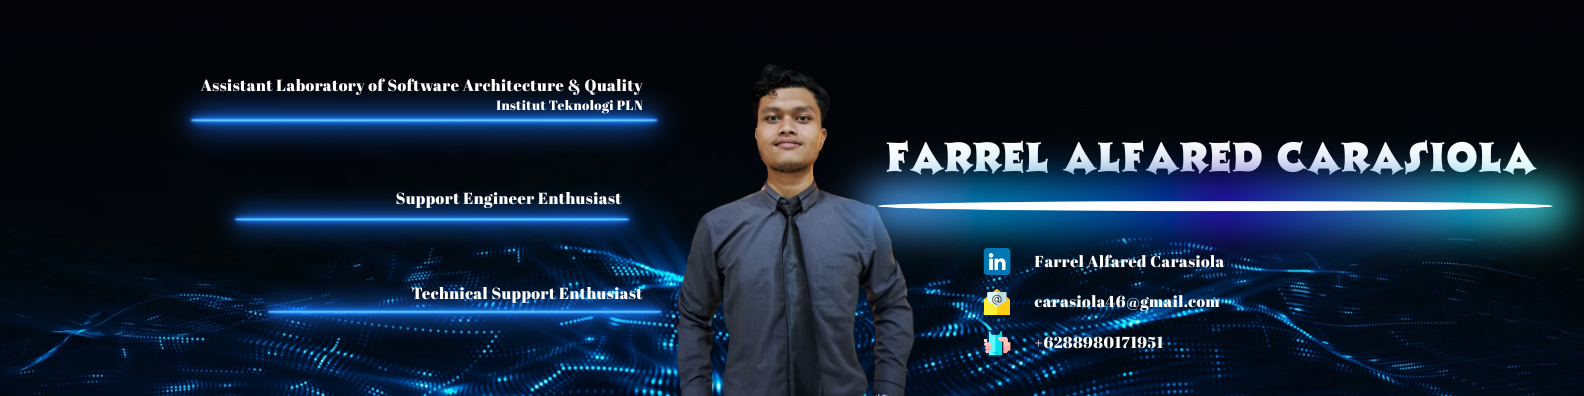 Assistant Laboratory of Software Architecture & Quality
Institut Teknologi PLN
Support Engineer Enthusiast
Technical Support Enthusiast
FARREL ALFARED CARASIOLA
in Farrel Alfared Carasiola
@ carasiola46@gmail.com
+6288980171951